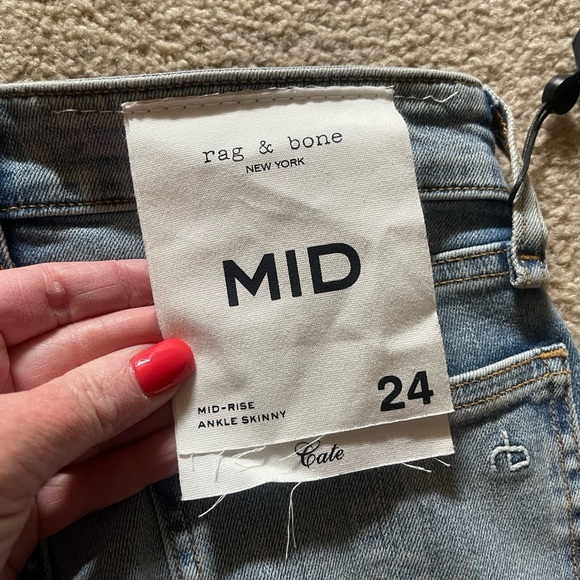 rag & bone
NEW YORK
MID
24
MID-RISE
ANKLE SKINNY
Cate